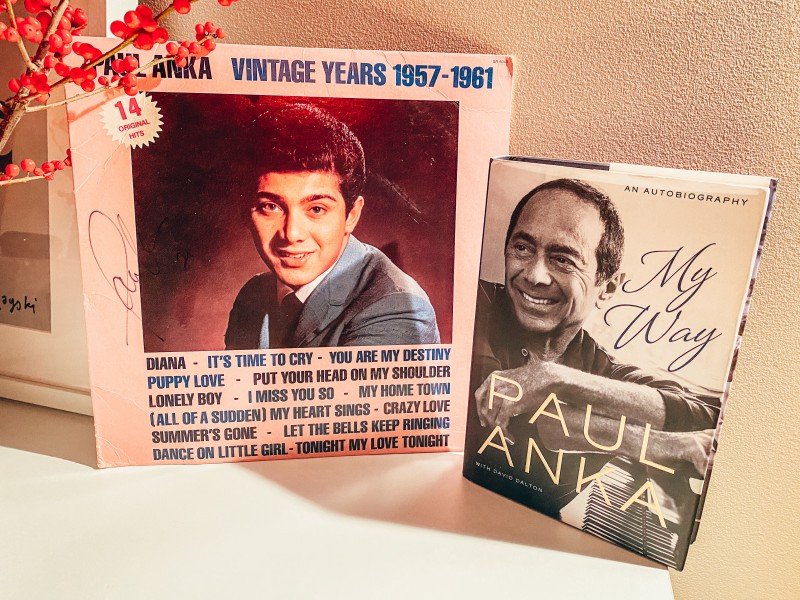 PAUL ANKA VINTAGE YEARS 1957-1961
14
ORIGINAL
HITS
DIANA - IT'S TIME TO CRY - YOU ARE MY DESTINY
PUPPY LOVE - PUT YOUR HEAD ON MY SHOULDER
LONELY BOY - I MISS YOU SO - MY HOME TOWN
(ALL OF A SUDDEN) MY HEART SINGS - CRAZY LOVE
SUMMER'S GONE - LET THE BELLS KEEP RINGING
DANCE ON LITTLE GIRL - TONIGHT MY LOVE TONIGHT
AN AUTOBIOGRAPHY
My
Way
PAUL
ANKA
WITH DAVID DALTON